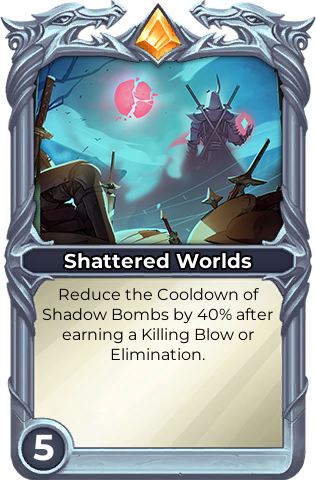 Shattered Worlds
Reduce the Cooldown of
Shadow Bombs by 40% after
earning a Killing Blow or
Elimination.
5